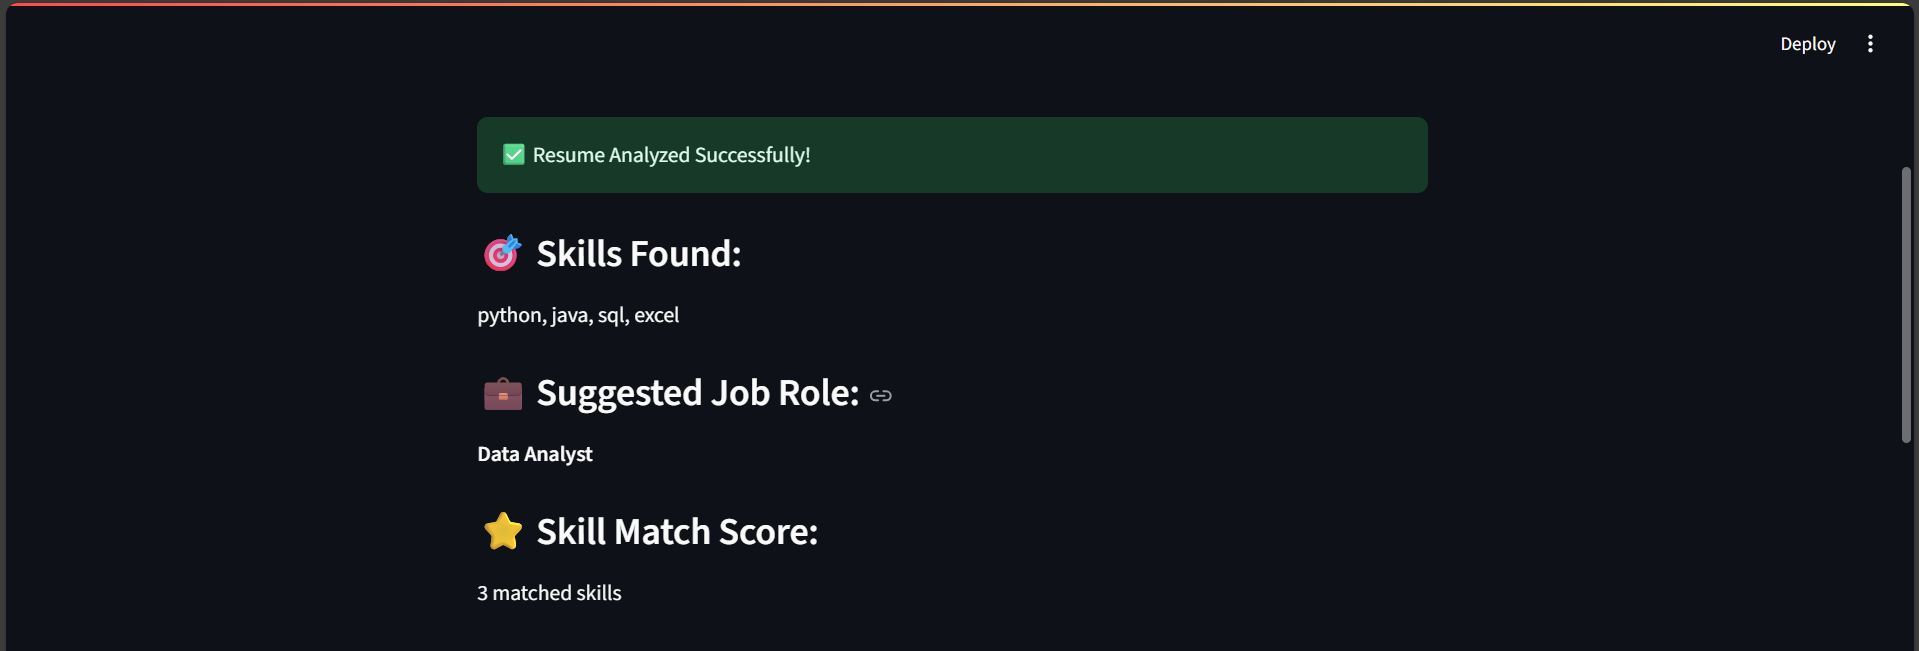 Deploy
✅ Resume Analyzed Successfully!
🎯 Skills Found:
python, java, sql, excel
💼 Suggested Job Role:
Data Analyst
⭐ Skill Match Score:
3 matched skills